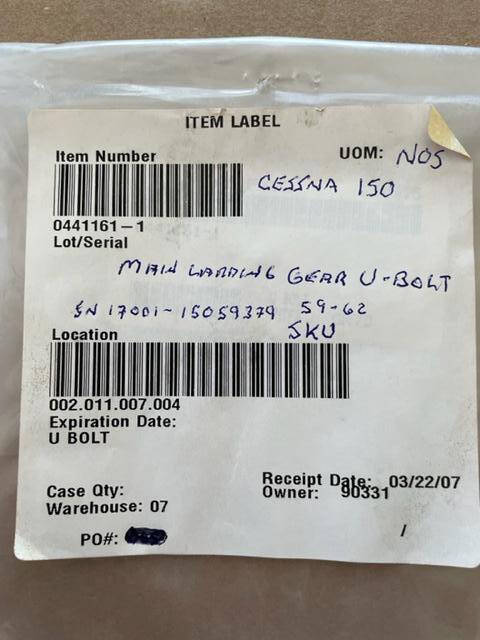 ITEM LABEL
Item Number
UOM: NOS
CESSNA 150
0441161-1
Lot/Serial
MAIN LANDING GEAR U-BOLT
SN 17001-15059379 59-62
Location
SKU
002.011.007.004
Expiration Date:
U BOLT
Receipt Date: 03/22/07
Case Qty:
Owner: 90331
Warehouse: 07
PO#:
/